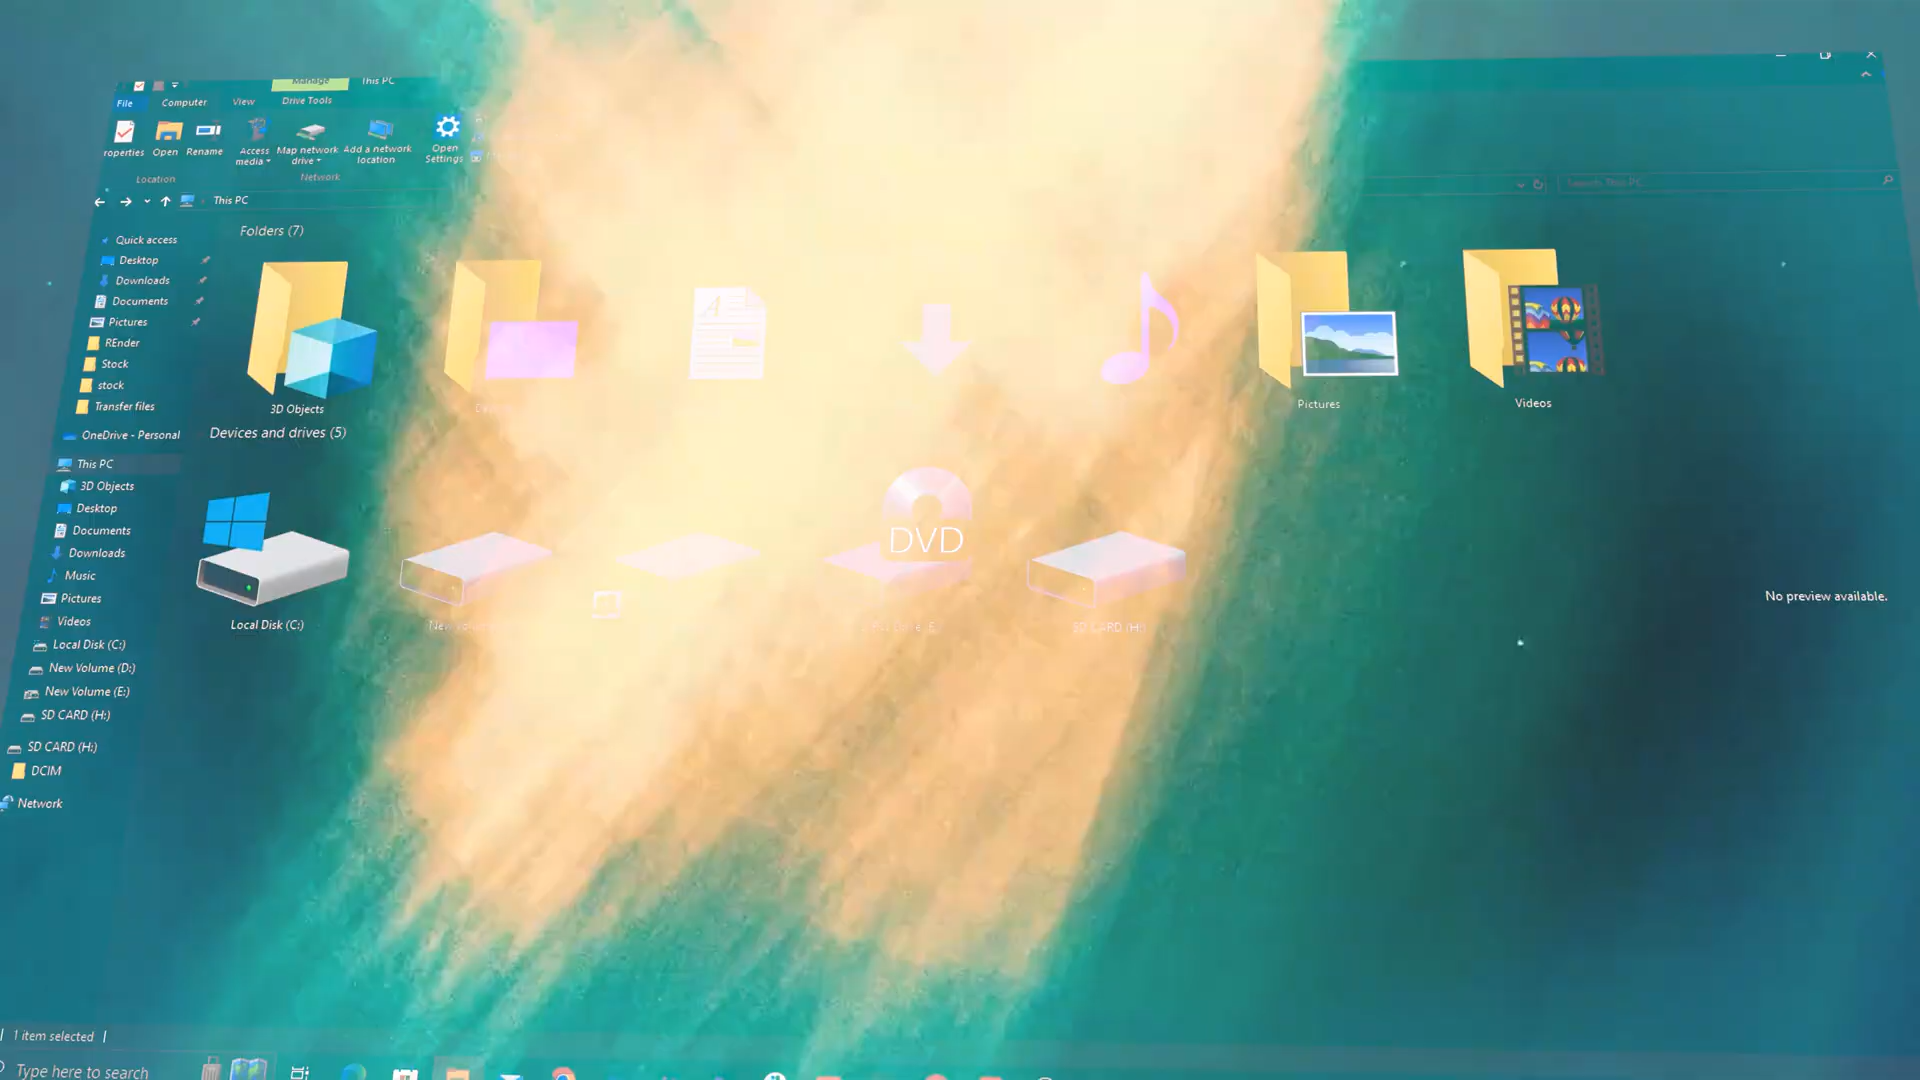 Manage
This PC
File
Computer
View
Drive Tools
roperties
Open
Rename
Access media
Map network drive
Add a network location
Open Settings
Location
Network
This PC
Search This PC
Quick access
Desktop
Downloads
Documents
Pictures
REnder
Stock
stock
Transfer files
OneDrive - Personal
This PC
3D Objects
Desktop
Documents
Downloads
Music
Pictures
Videos
Local Disk (C:)
New Volume (D:)
New Volume (E:)
SD CARD (H:)
SD CARD (H:)
DCIM
Network
Folders (7)
3D Objects
Pictures
Videos
Devices and drives (5)
DVD
Local Disk (C:)
SD CARD (H:)
No preview available.
1 item selected
Type here to search